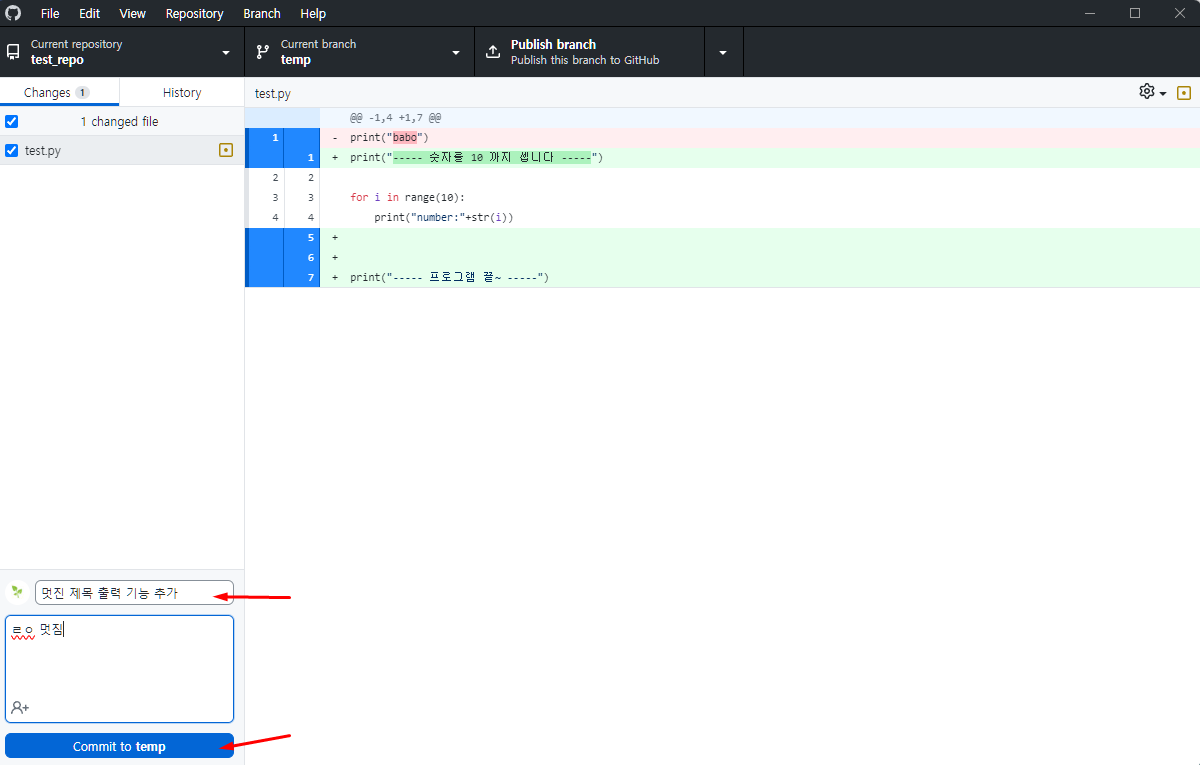 File Edit View Repository Branch Help
Current repository
test_repo
Current branch
temp
Publish branch
Publish this branch to GitHub
Changes 1 History
1 changed file
test.py
test.py
@@ -1,4 +1,7 @@
1 - print("babo")
1 + print("----- 숫자를 10 까지 셉니다 -----")
2 2
3 3 for i in range(10):
4 4 print("number:"+str(i))
5 +
6 +
7 + print("----- 프로그램 끝~ -----")
멋진 제목 출력 기능 추가
ㄹㅇ 멋짐
Commit to temp